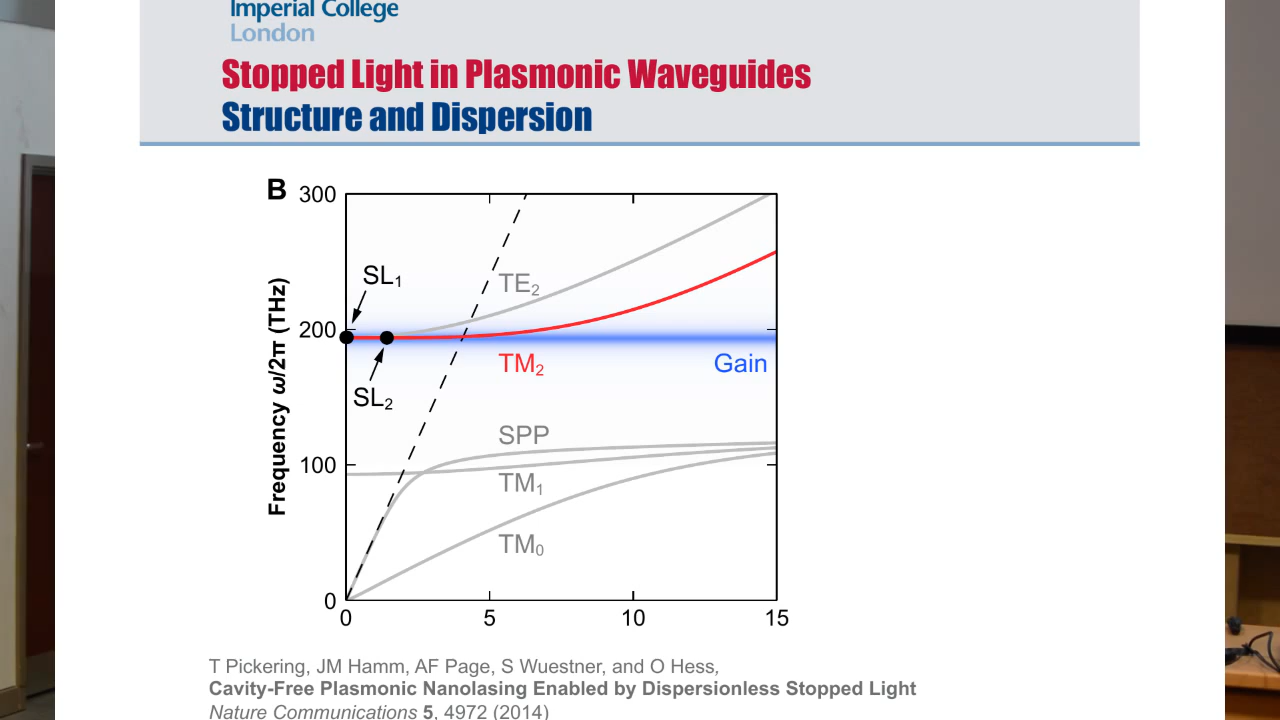 Imperial College
London
Stopped Light in Plasmonic Waveguides
Structure and Dispersion
B
300
SL1
TE2
200
TM2
Gain
SL2
SPP
100
TM1
TM0
0
0 5 10 15
Frequency ω/2π (THz)
T Pickering, JM Hamm, AF Page, S Wuestner, and O Hess,
Cavity-Free Plasmonic Nanolasing Enabled by Dispersionless Stopped Light
Nature Communications 5, 4972 (2014)